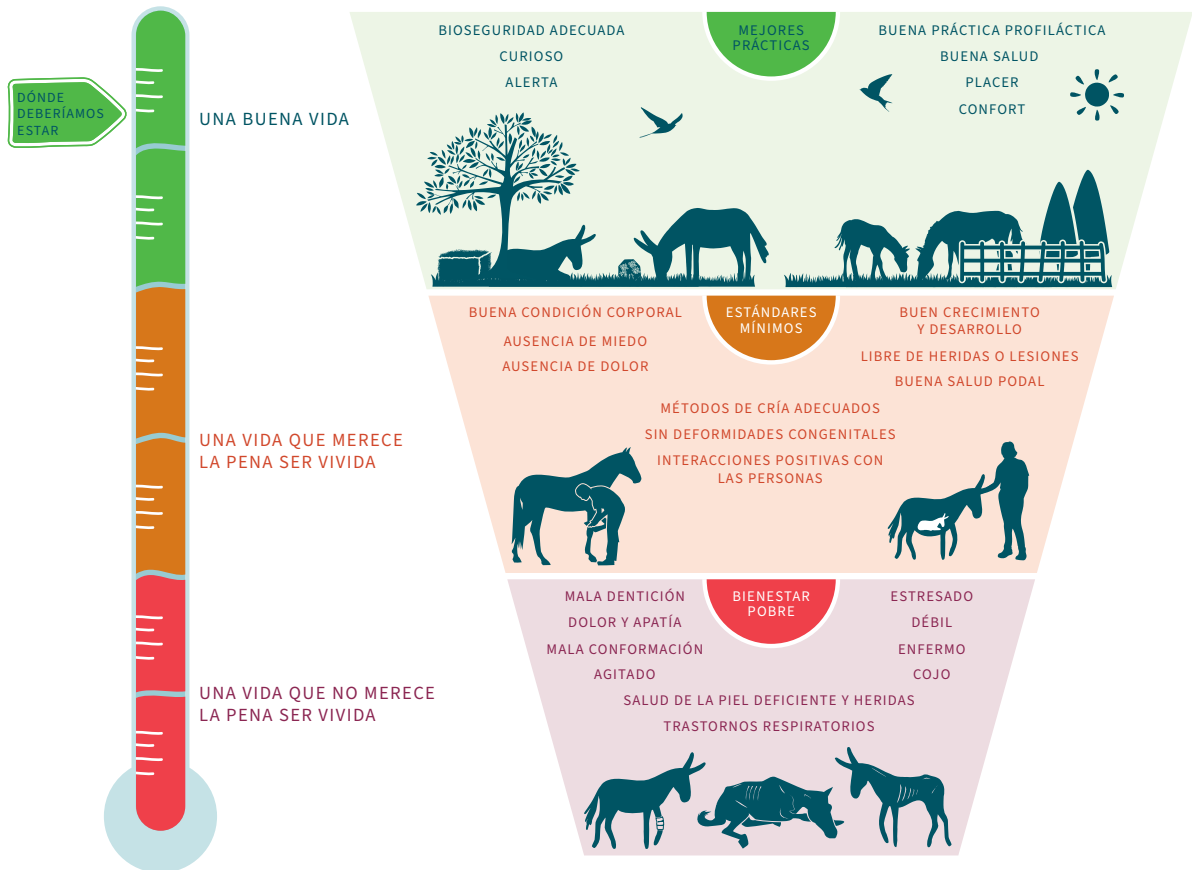 DÓNDE
DEBERÍAMOS
ESTAR
UNA BUENA VIDA
UNA VIDA QUE MERECE
LA PENA SER VIVIDA
UNA VIDA QUE NO MERECE
LA PENA SER VIVIDA
MEJORES
PRÁCTICAS
BIOSEGURIDAD ADECUADA
CURIOSO
ALERTA
BUENA PRÁCTICA PROFILÁCTICA
BUENA SALUD
PLACER
CONFORT
ESTÁNDARES
MÍNIMOS
BUENA CONDICIÓN CORPORAL
AUSENCIA DE MIEDO
AUSENCIA DE DOLOR
BUEN CRECIMIENTO
Y DESARROLLO
LIBRE DE HERIDAS O LESIONES
BUENA SALUD PODAL
MÉTODOS DE CRÍA ADECUADOS
SIN DEFORMIDADES CONGENITALES
INTERACCIONES POSITIVAS CON
LAS PERSONAS
BIENESTAR
POBRE
MALA DENTICIÓN
DOLOR Y APATÍA
MALA CONFORMACIÓN
AGITADO
ESTRESADO
DÉBIL
ENFERMO
COJO
SALUD DE LA PIEL DEFICIENTE Y HERIDAS
TRASTORNOS RESPIRATORIOS